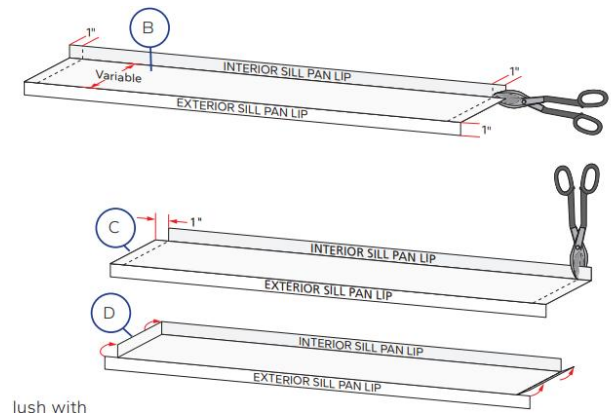 B
1"
INTERIOR SILL PAN LIP
1"
Variable
EXTERIOR SILL PAN LIP
1"
C
1"
INTERIOR SILL PAN LIP
EXTERIOR SILL PAN LIP
D
INTERIOR SILL PAN LIP
EXTERIOR SILL PAN LIP
lush with